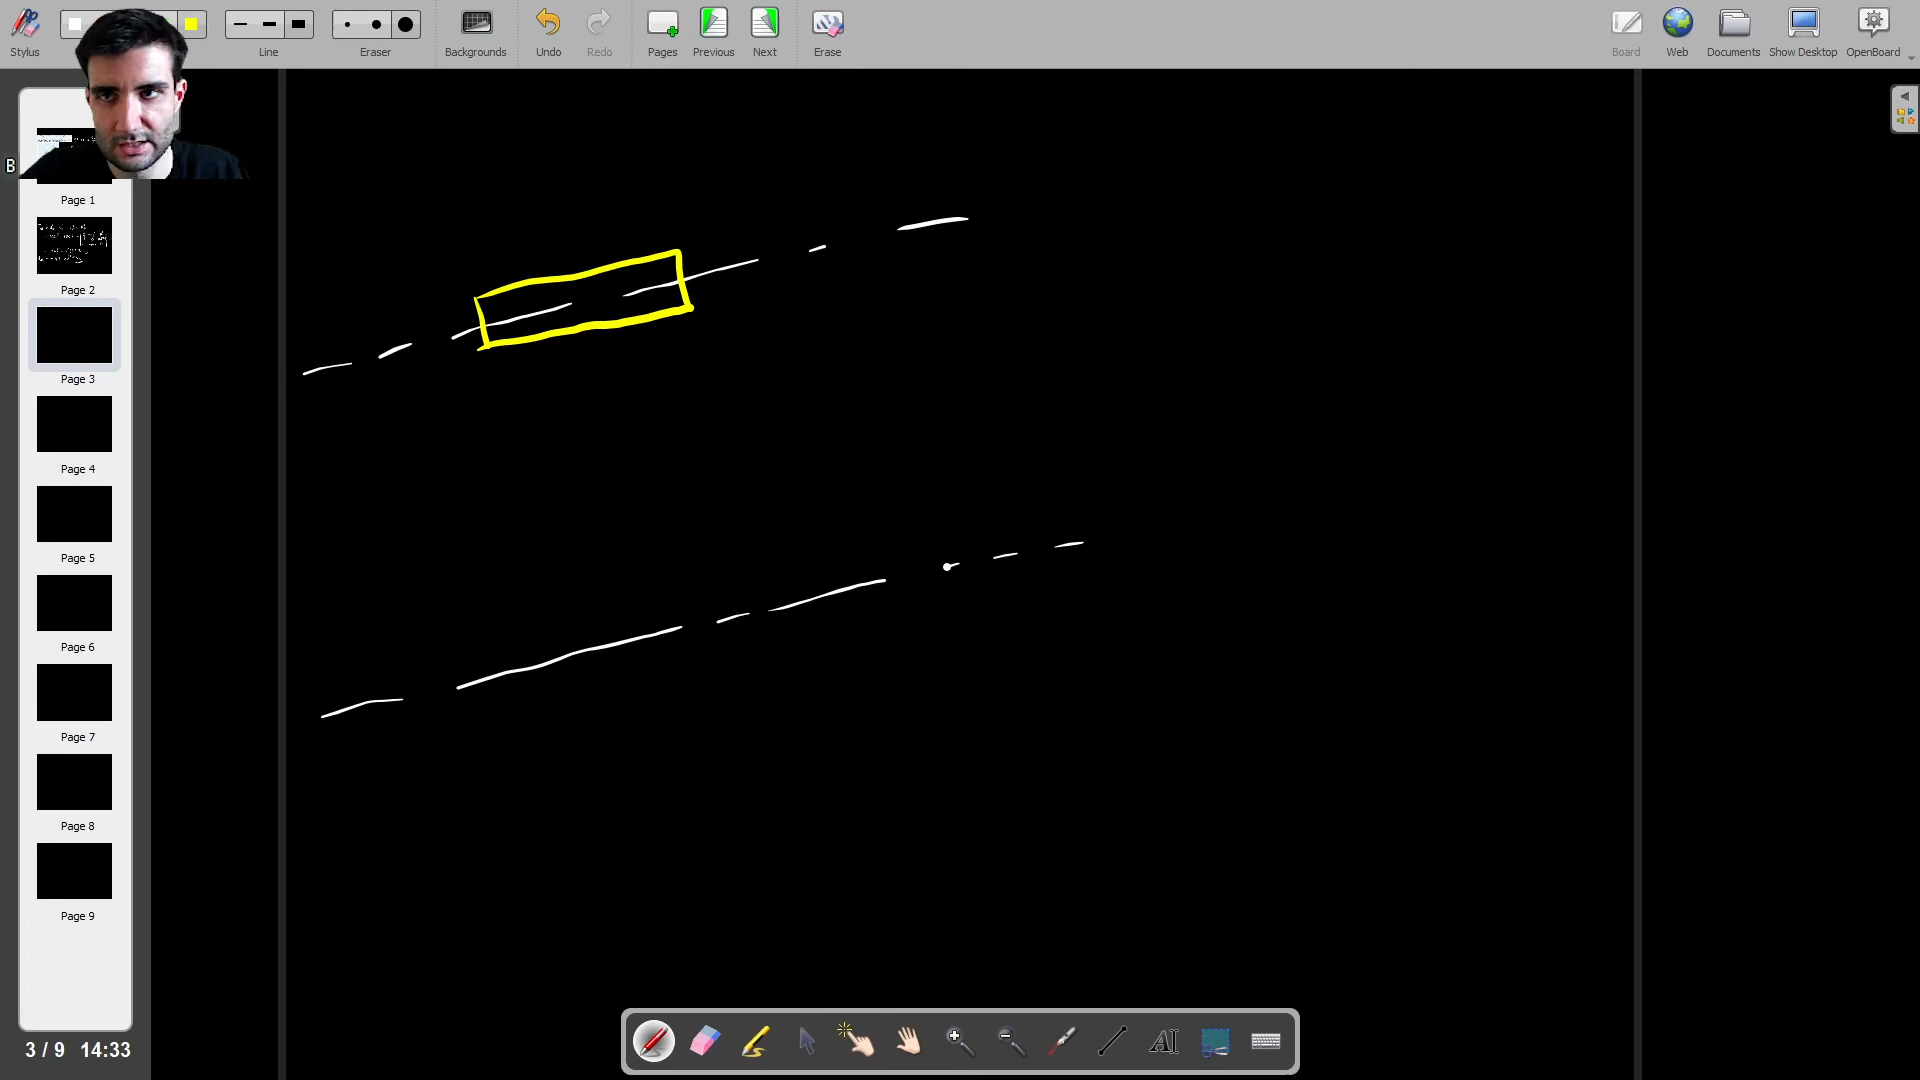 Stylus
Line
Eraser
Backgrounds
Undo
Redo
Pages
Previous
Next
Erase
Board
Web
Documents
Show Desktop
OpenBoard
B
Page 1
Page 2
Page 3
Page 4
Page 5
Page 6
Page 7
Page 8
Page 9
3 / 9 14:33
AI